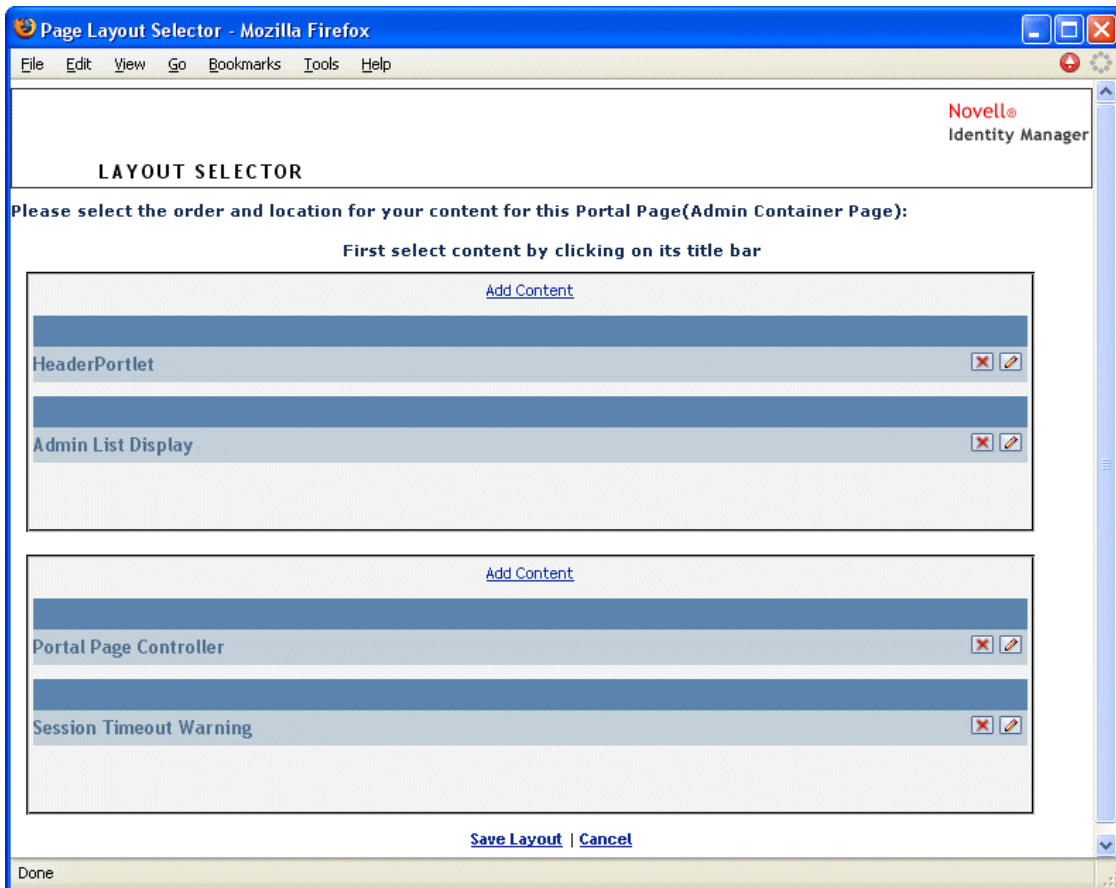 Page Layout Selector - Mozilla Firefox
File Edit View Go Bookmarks Tools Help
Novell®
Identity Manager
LAYOUT SELECTOR
Please select the order and location for your content for this Portal Page(Admin Container Page):
First select content by clicking on its title bar
Add Content
HeaderPortlet
Admin List Display
Add Content
Portal Page Controller
Session Timeout Warning
Save Layout | Cancel
Done